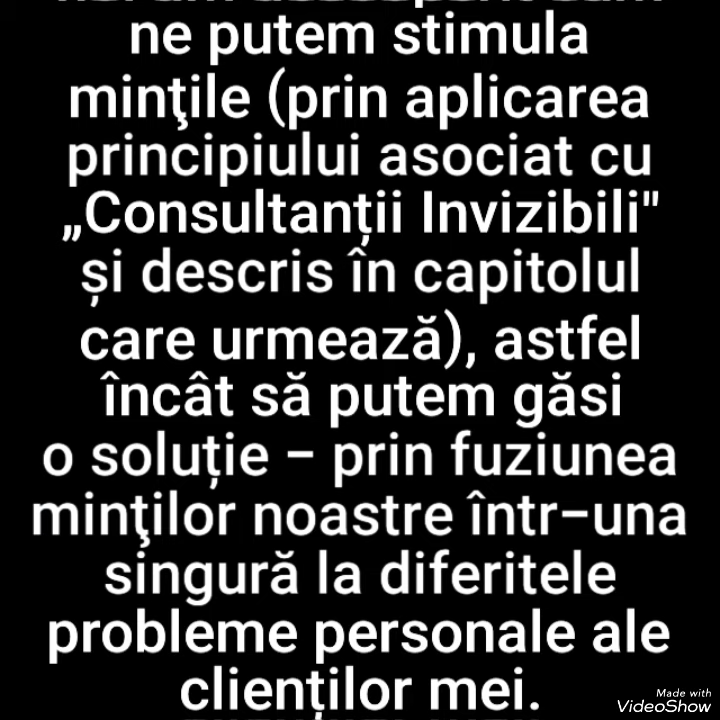 ne putem stimula
minţile (prin aplicarea
principiului asociat cu
„Consultanții Invizibili"
și descris în capitolul
care urmează), astfel
încât să putem găsi
o soluție – prin fuziunea
minţilor noastre într–una
singură la diferitele
probleme personale ale
clienților mei.
Made with
VideoShow